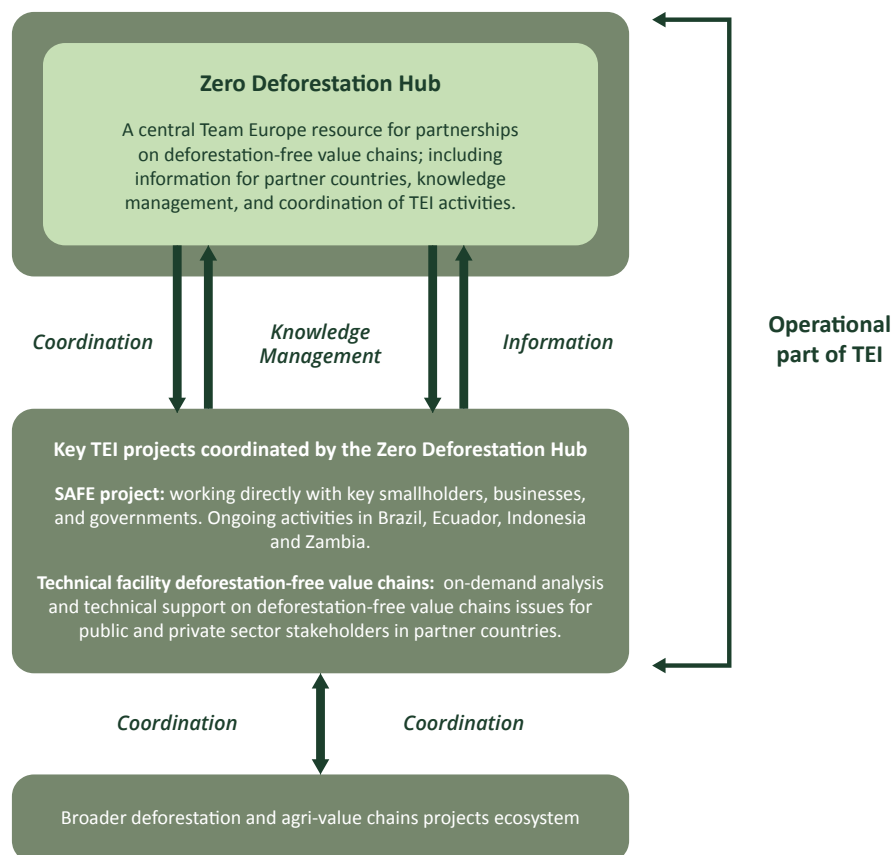 Zero Deforestation Hub
A central Team Europe resource for partnerships
on deforestation-free value chains; including
information for partner countries, knowledge
management, and coordination of TEI activities.
Coordination
Knowledge
Management
Information
Operational
part of TEI
Key TEI projects coordinated by the Zero Deforestation Hub
SAFE project: working directly with key smallholders, businesses,
and governments. Ongoing activities in Brazil, Ecuador, Indonesia
and Zambia.
Technical facility deforestation-free value chains: on-demand analysis
and technical support on deforestation-free value chains issues for
public and private sector stakeholders in partner countries.
Coordination
Coordination
Broader deforestation and agri-value chains projects ecosystem